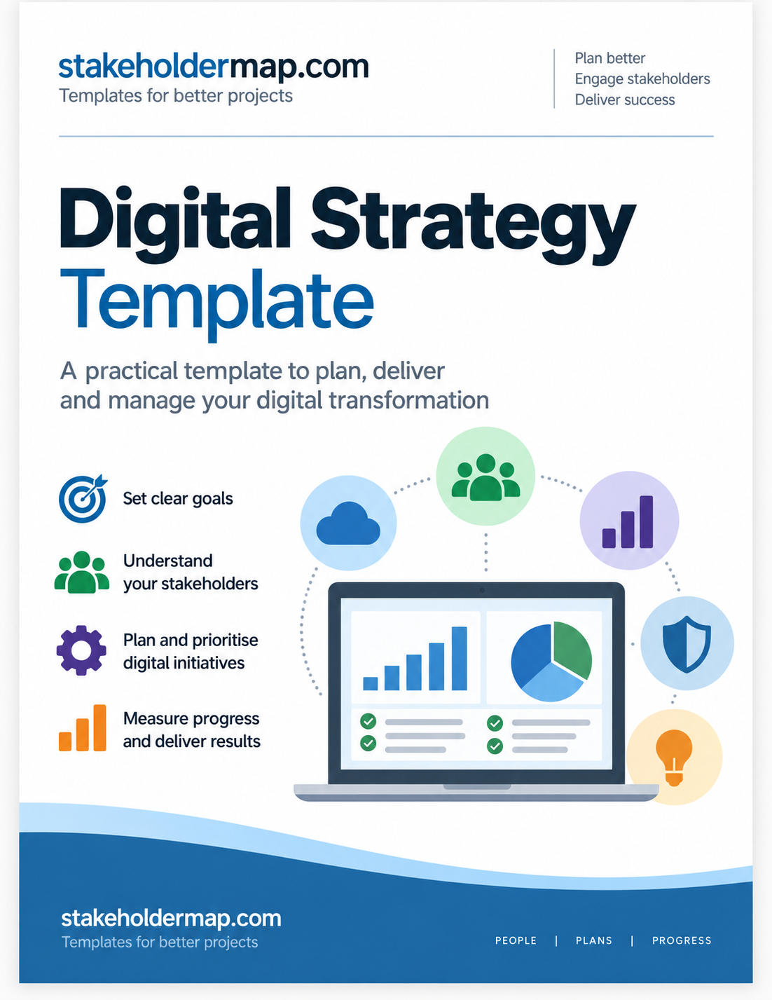 stakeholdermap.com
Templates for better projects
Plan better
Engage stakeholders
Deliver success
Digital Strategy
Template
A practical template to plan, deliver
and manage your digital transformation
Set clear goals
Understand
your stakeholders
Plan and prioritise
digital initiatives
Measure progress
and deliver results
stakeholdermap.com
Templates for better projects
PEOPLE | PLANS | PROGRESS